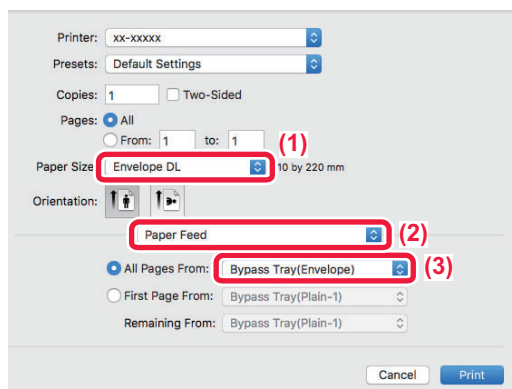 Printer: xx-xxxxx
Presets: Default Settings
Copies: 1 Two-Sided
Pages: All
From: 1 to: 1 (1)
Paper Size: Envelope DL 10 by 220 mm
Orientation:
Paper Feed (2)
All Pages From: Bypass Tray(Envelope) (3)
First Page From: Bypass Tray(Plain-1)
Remaining From: Bypass Tray(Plain-1)
Cancel Print